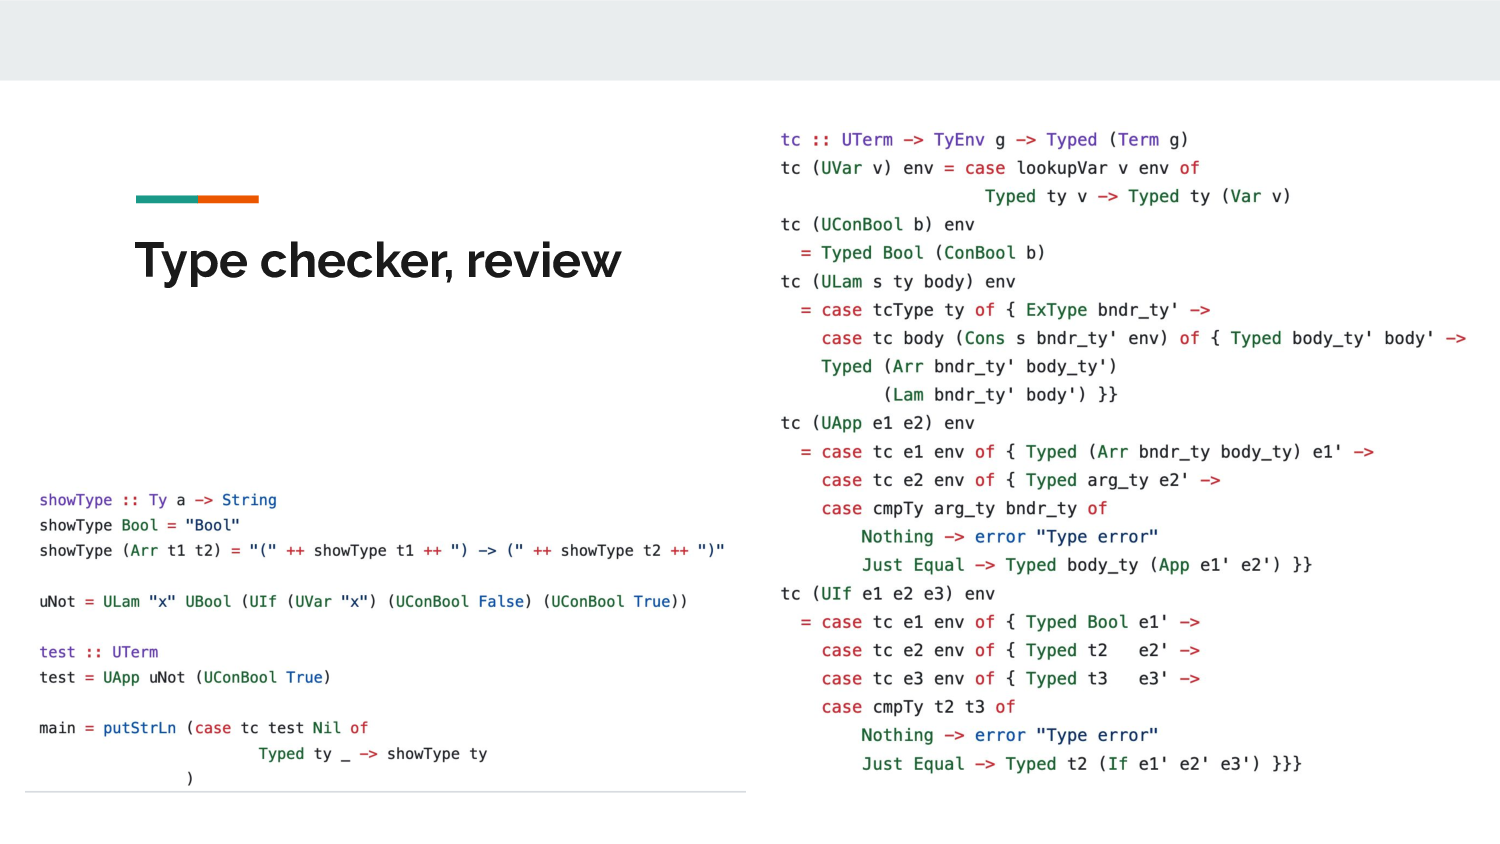 Type checker, review
showType :: Ty a -> String
showType Bool = "Bool"
showType (Arr t1 t2) = "(" ++ showType t1 ++ ") -> (" ++ showType t2 ++ ")"
uNot = ULam "x" UBool (UIf (UVar "x") (UConBool False) (UConBool True))
test :: UTerm
test = UApp uNot (UConBool True)
main = putStrLn (case tc test Nil of
Typed ty _ -> showType ty
)
tc :: UTerm -> TyEnv g -> Typed (Term g)
tc (UVar v) env = case lookupVar v env of
Typed ty v -> Typed ty (Var v)
tc (UConBool b) env
= Typed Bool (ConBool b)
tc (ULam s ty body) env
= case tcType ty of { ExType bndr_ty' ->
case tc body (Cons s bndr_ty' env) of { Typed body_ty' body' ->
Typed (Arr bndr_ty' body_ty')
(Lam bndr_ty' body') }}
tc (UApp e1 e2) env
= case tc e1 env of { Typed (Arr bndr_ty body_ty) e1' ->
case tc e2 env of { Typed arg_ty e2' ->
case cmpTy arg_ty bndr_ty of
Nothing -> error "Type error"
Just Equal -> Typed body_ty (App e1' e2') }}
tc (UIf e1 e2 e3) env
= case tc e1 env of { Typed Bool e1' ->
case tc e2 env of { Typed t2 e2' ->
case tc e3 env of { Typed t3 e3' ->
case cmpTy t2 t3 of
Nothing -> error "Type error"
Just Equal -> Typed t2 (If e1' e2' e3') }}}